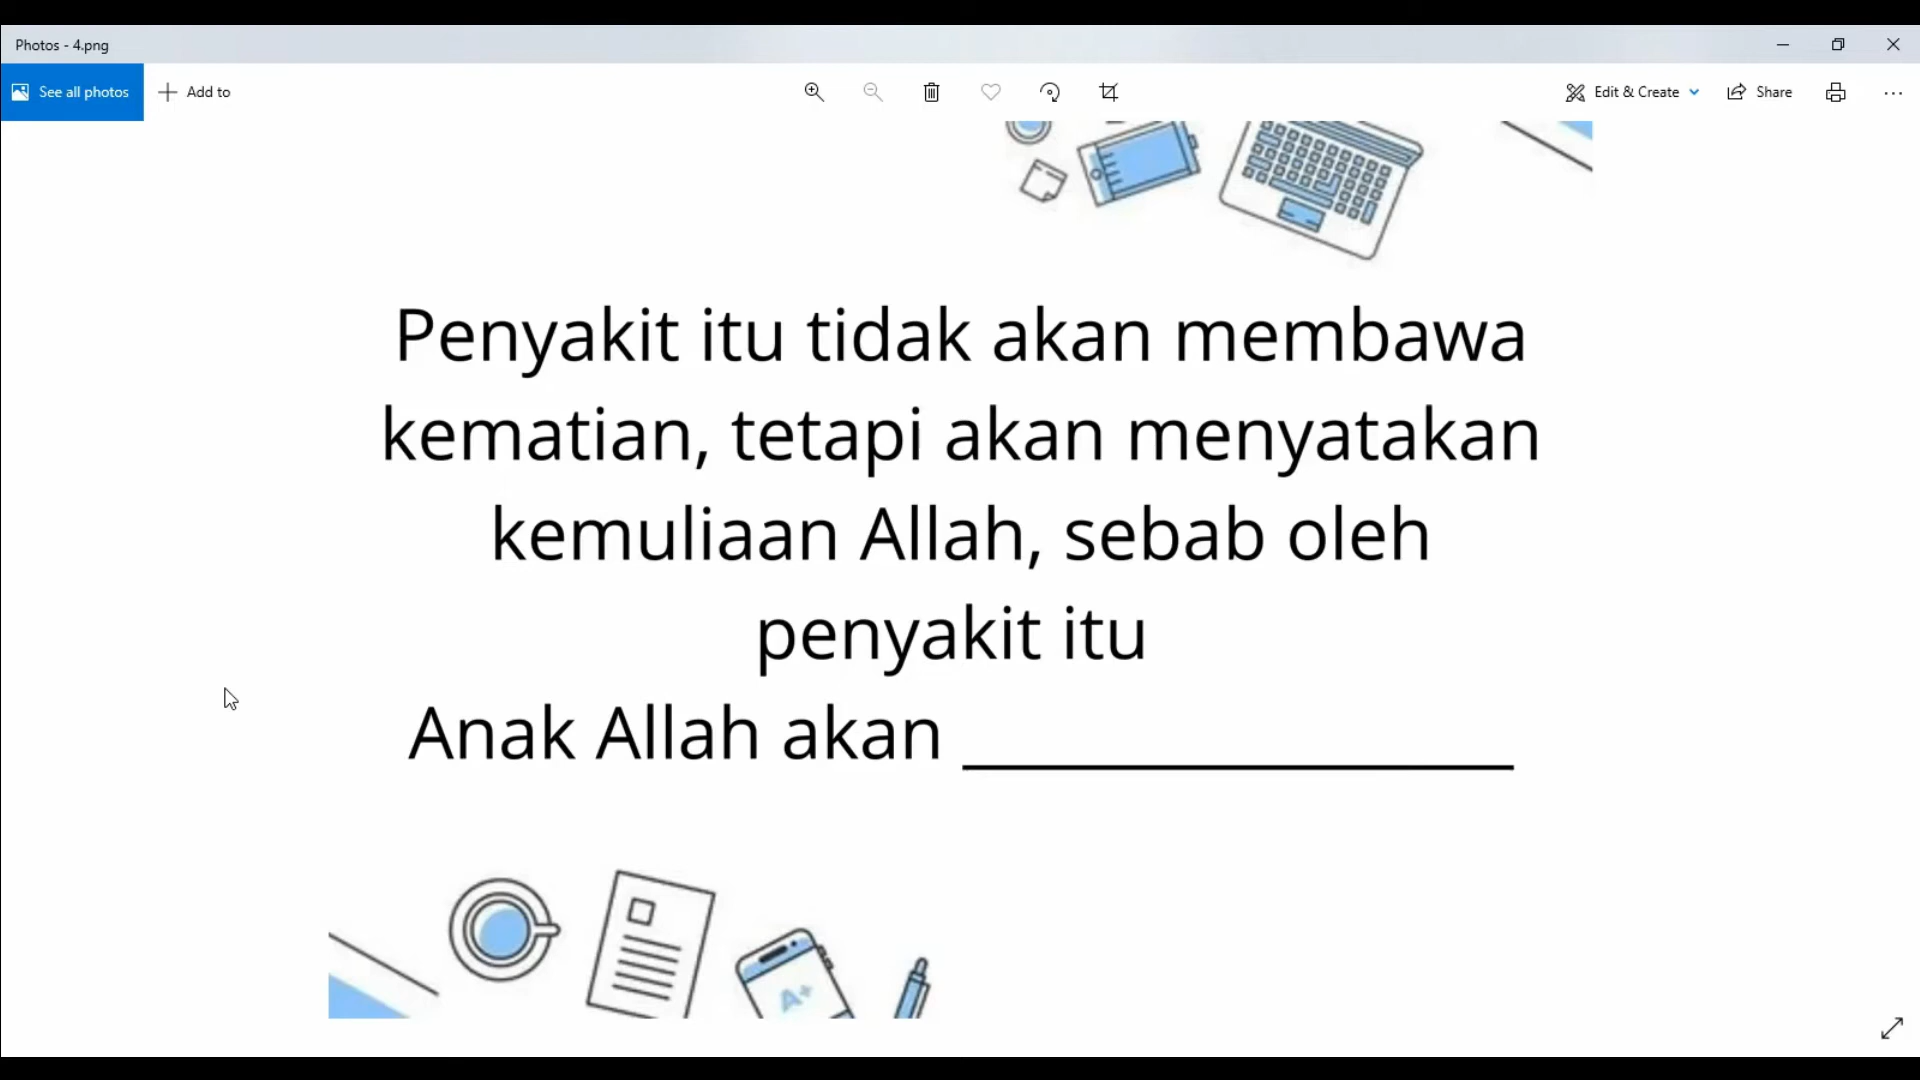 Photos - 4.png
See all photos
Add to
Edit & Create
Share
Penyakit itu tidak akan membawa
kematian, tetapi akan menyatakan
kemuliaan Allah, sebab oleh
penyakit itu
Anak Allah akan _______________
A+